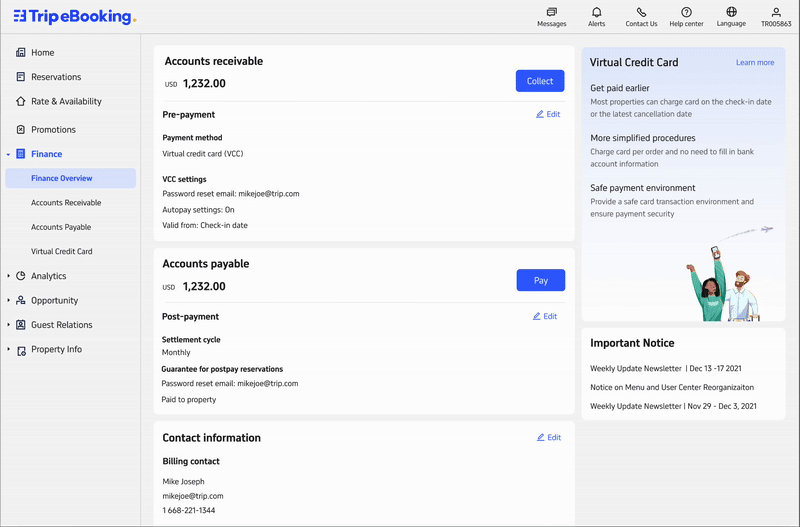 Trip eBooking.
Messages
Alerts
Contact Us
Help center
Language
TR005863
Home
Reservations
Rate & Availability
Promotions
Finance
Finance Overview
Accounts Receivable
Accounts Payable
Virtual Credit Card
Analytics
Opportunity
Guest Relations
Property Info
Accounts receivable
USD 1,232.00
Collect
Pre-payment
Edit
Payment method
Virtual credit card (VCC)
VCC settings
Password reset email: mikejoe@trip.com
Autopay settings: On
Valid from: Check-in date
Accounts payable
USD 1,232.00
Pay
Post-payment
Edit
Settlement cycle
Monthly
Guarantee for postpay reservations
Password reset email: mikejoe@trip.com
Paid to property
Contact information
Edit
Billing contact
Mike Joseph
mikejoe@trip.com
1 668-221-1344
Virtual Credit Card
Learn more
Get paid earlier
Most properties can charge card on the check-in date
or the latest cancellation date
More simplified procedures
Charge card per order and no need to fill in bank
account information
Safe payment environment
Provide a safe card transaction environment and
ensure payment security
Important Notice
Weekly Update Newsletter | Dec 13 -17 2021
Notice on Menu and User Center Reorganizaiton
Weekly Update Newsletter | Nov 29 - Dec 3, 2021